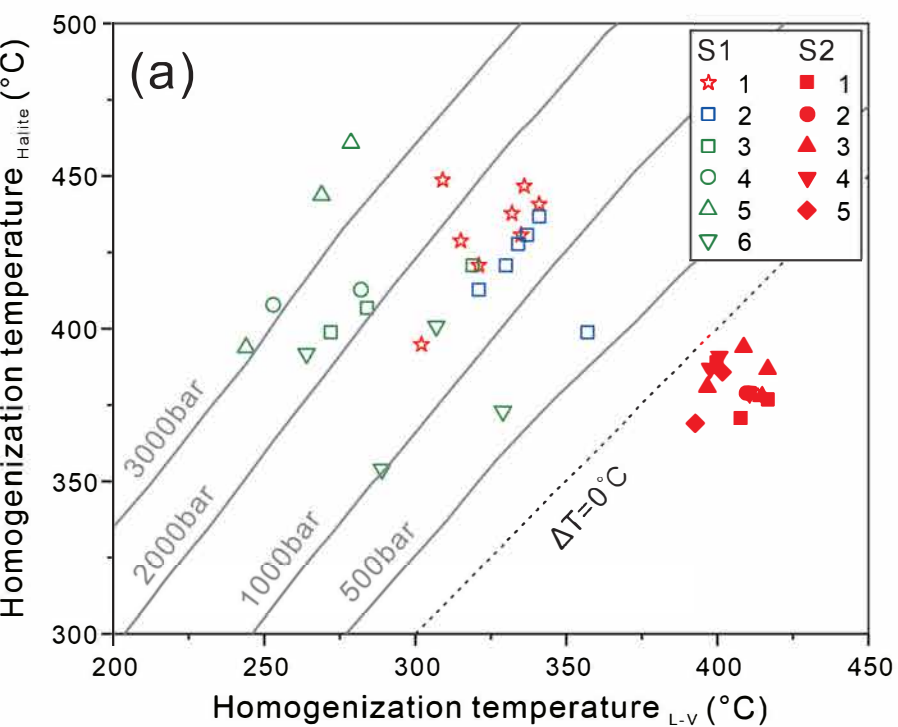 (a)
S1 S2
1 1
2 2
3 3
4 4
5 5
6
500
450
400
350
300
200 250 300 350 400 450
Homogenization temperature Halite (°C)
3000bar
2000bar
1000bar
500bar
ΔT=0°C
Homogenization temperature L-V (°C)